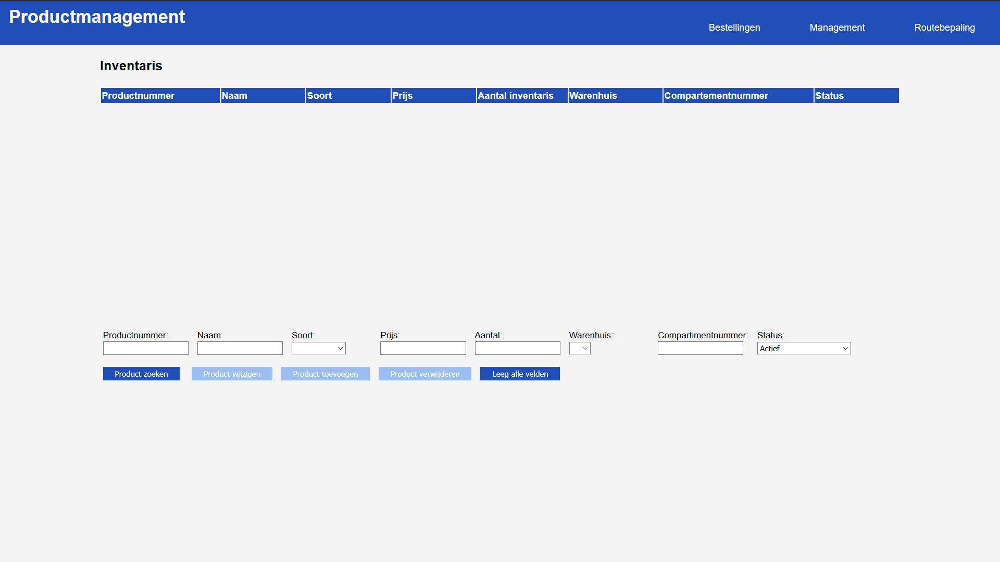 Productmanagement
Bestellingen Management Routebepaling
Inventaris
Productnummer Naam Soort Prijs Aantal inventaris Warenhuis Compartementnummer Status
Productnummer: Naam: Soort: Prijs: Aantal: Warenhuis: Compartimentnummer: Status:
Actief
Product zoeken Product wijzigen Product toevoegen Product verwijderen Leeg alle velden